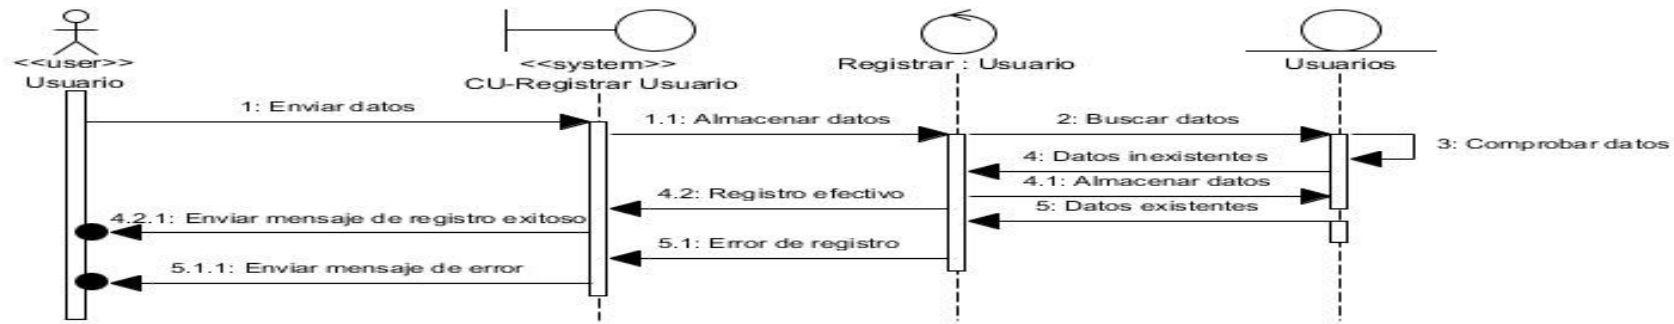 <<user>>
Usuario
<<system>>
CU-Registrar Usuario
Registrar : Usuario
Usuarios
1: Enviar datos
1.1: Almacenar datos
2: Buscar datos
3: Comprobar datos
4: Datos inexistentes
4.1: Almacenar datos
4.2: Registro efectivo
4.2.1: Enviar mensaje de registro exitoso
5: Datos existentes
5.1: Error de registro
5.1.1: Enviar mensaje de error